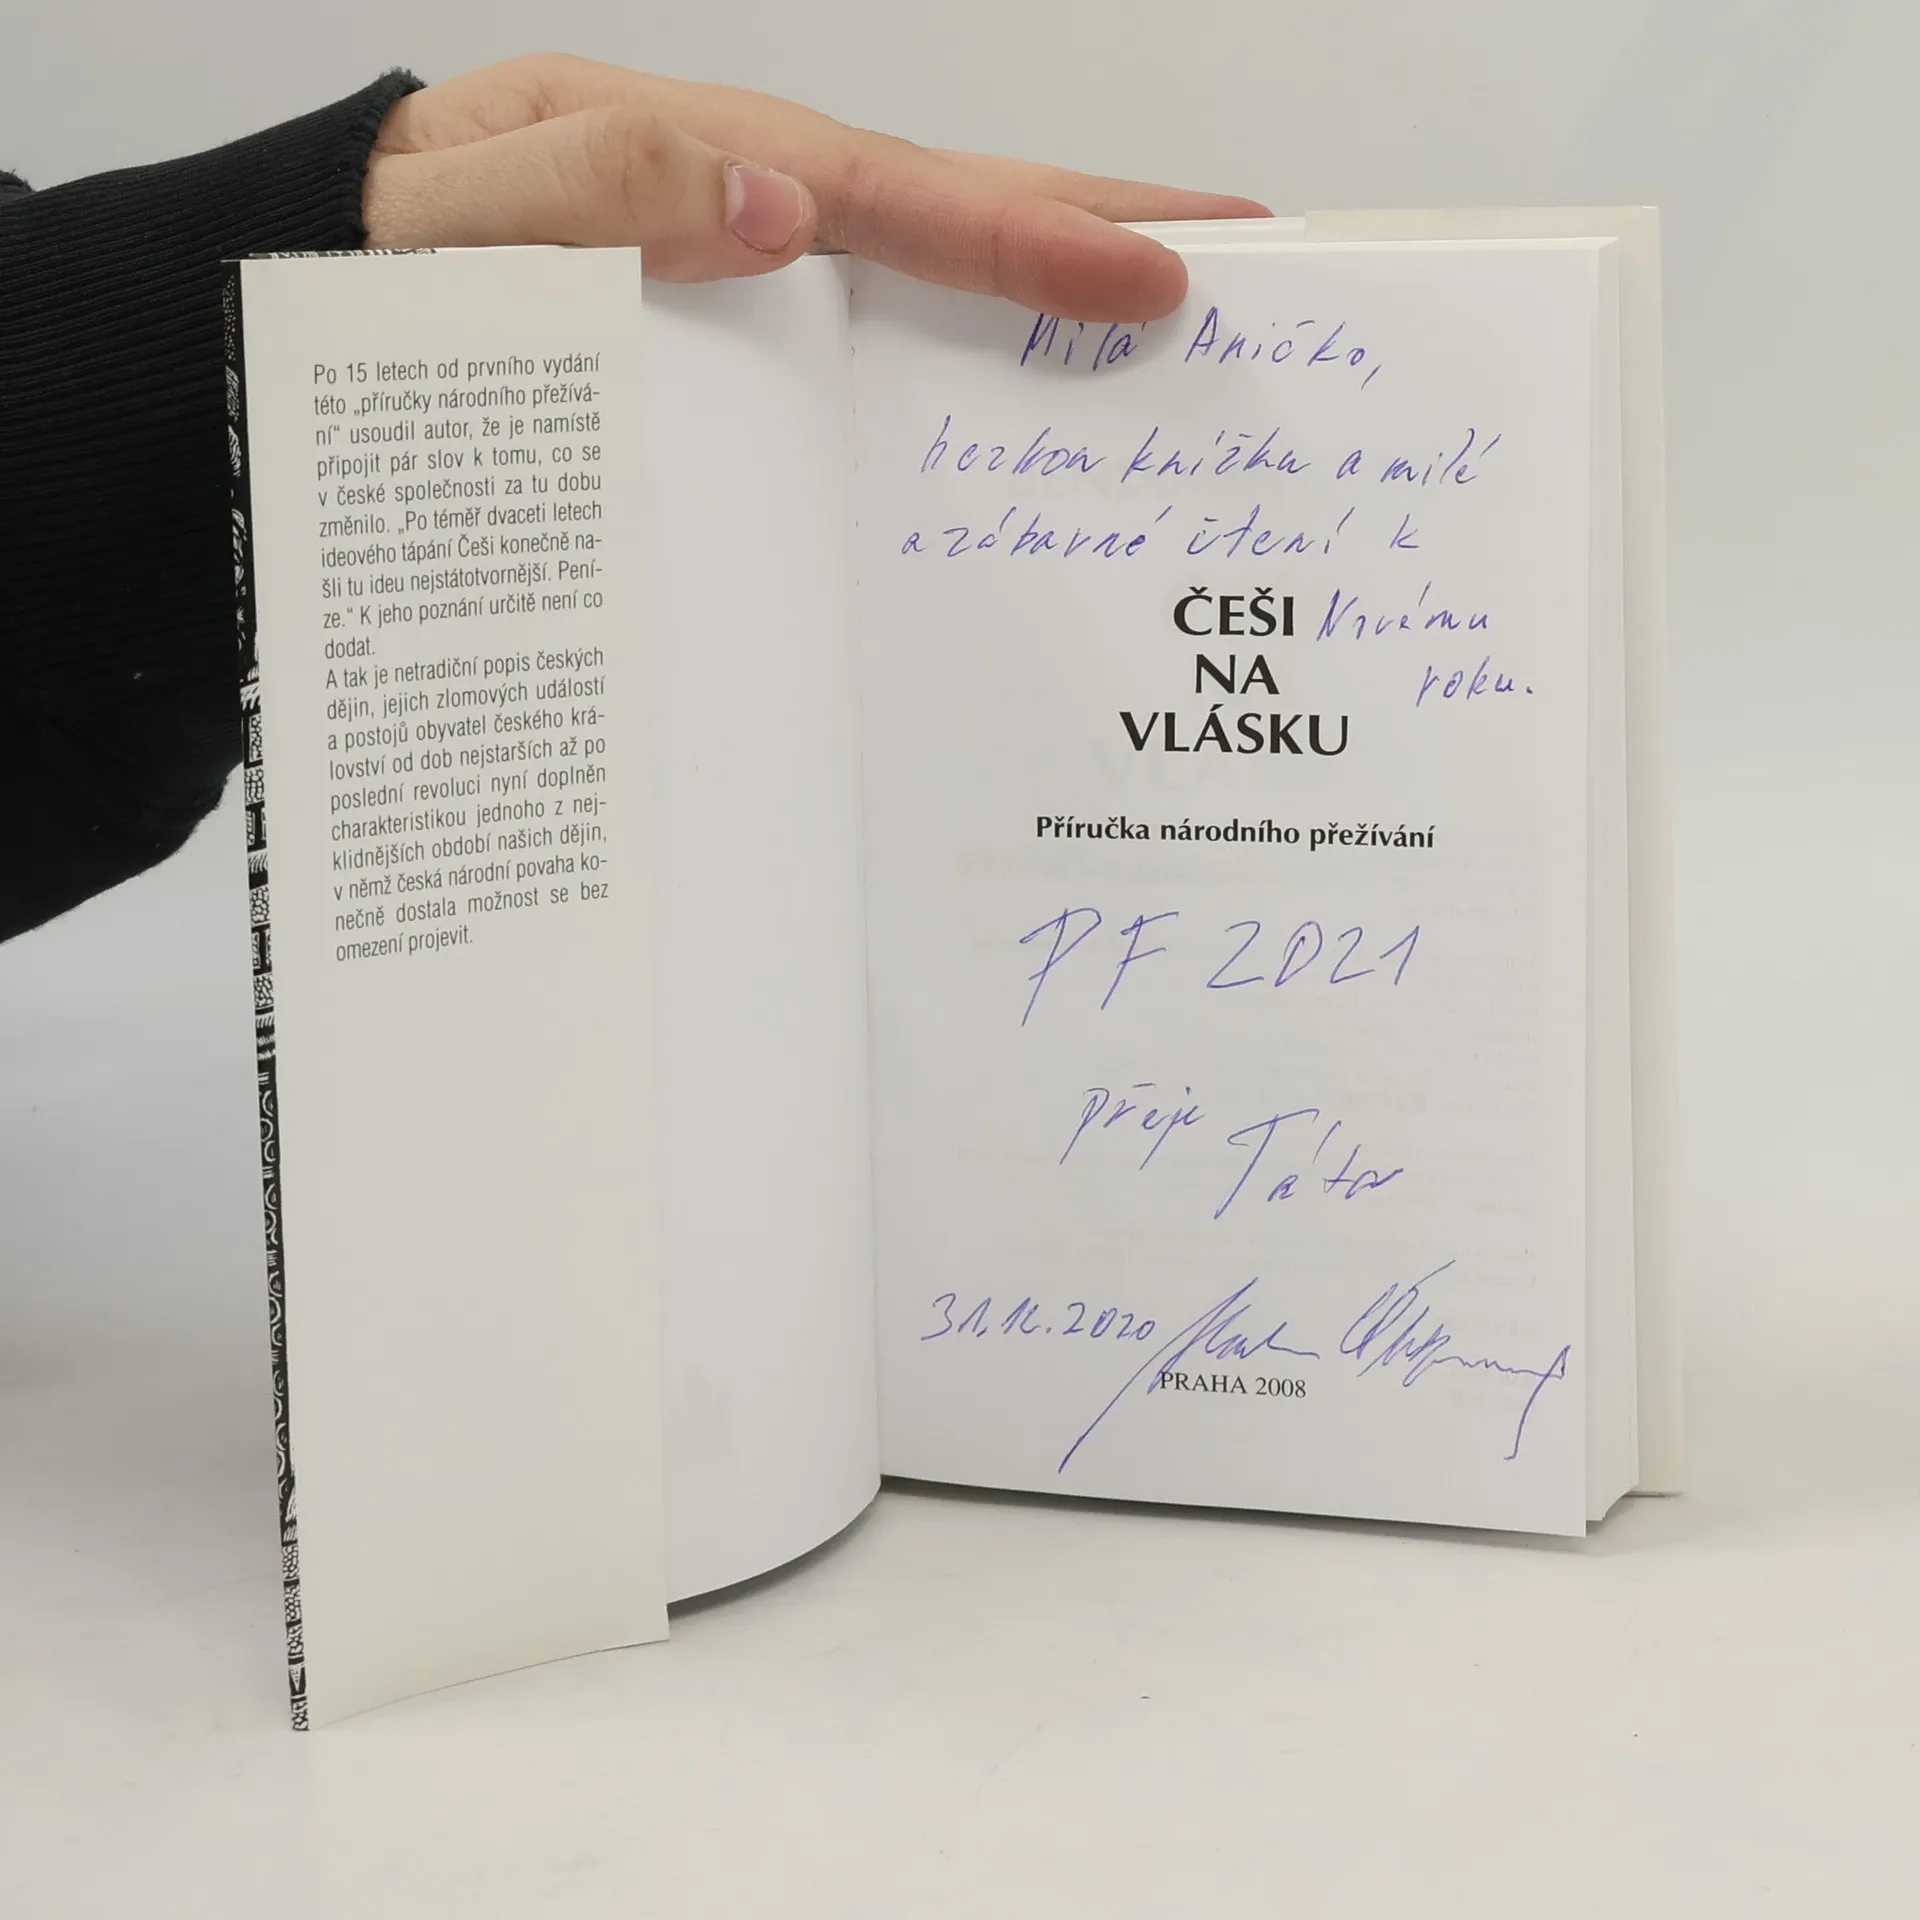 Po 15 letech od prvního vydání
této „příručky národního přežívá-
ní“ usoudil autor, že je namístě
připojit pár slov k tomu, co se
v české společnosti za tu dobu
změnilo. „Po téměř dvaceti letech
ideového tápání Češi konečně na-
šli tu ideu nejstátotvornější. Pení-
ze.“ K jeho poznání určitě není co
dodat.
A tak je netradiční popis českých
dějin, jejich zlomových událostí
a postojů obyvatel českého krá-
lovství od dob nejstarších až po
poslední revoluci nyní doplněn
charakteristikou jednoho z nej-
klidnějších období našich dějin,
v němž česká národní povaha ko-
nečně dostala možnost se bez
omezení projevit.
Milá Aničko,
hezkou knížku a milé
a zábavné čtení k
ČEŠI Novému
NA roku.
VLÁSKU
Příručka národního přežívání
PF 2021
přeje
Táta
31.12.2020
PRAHA 2008